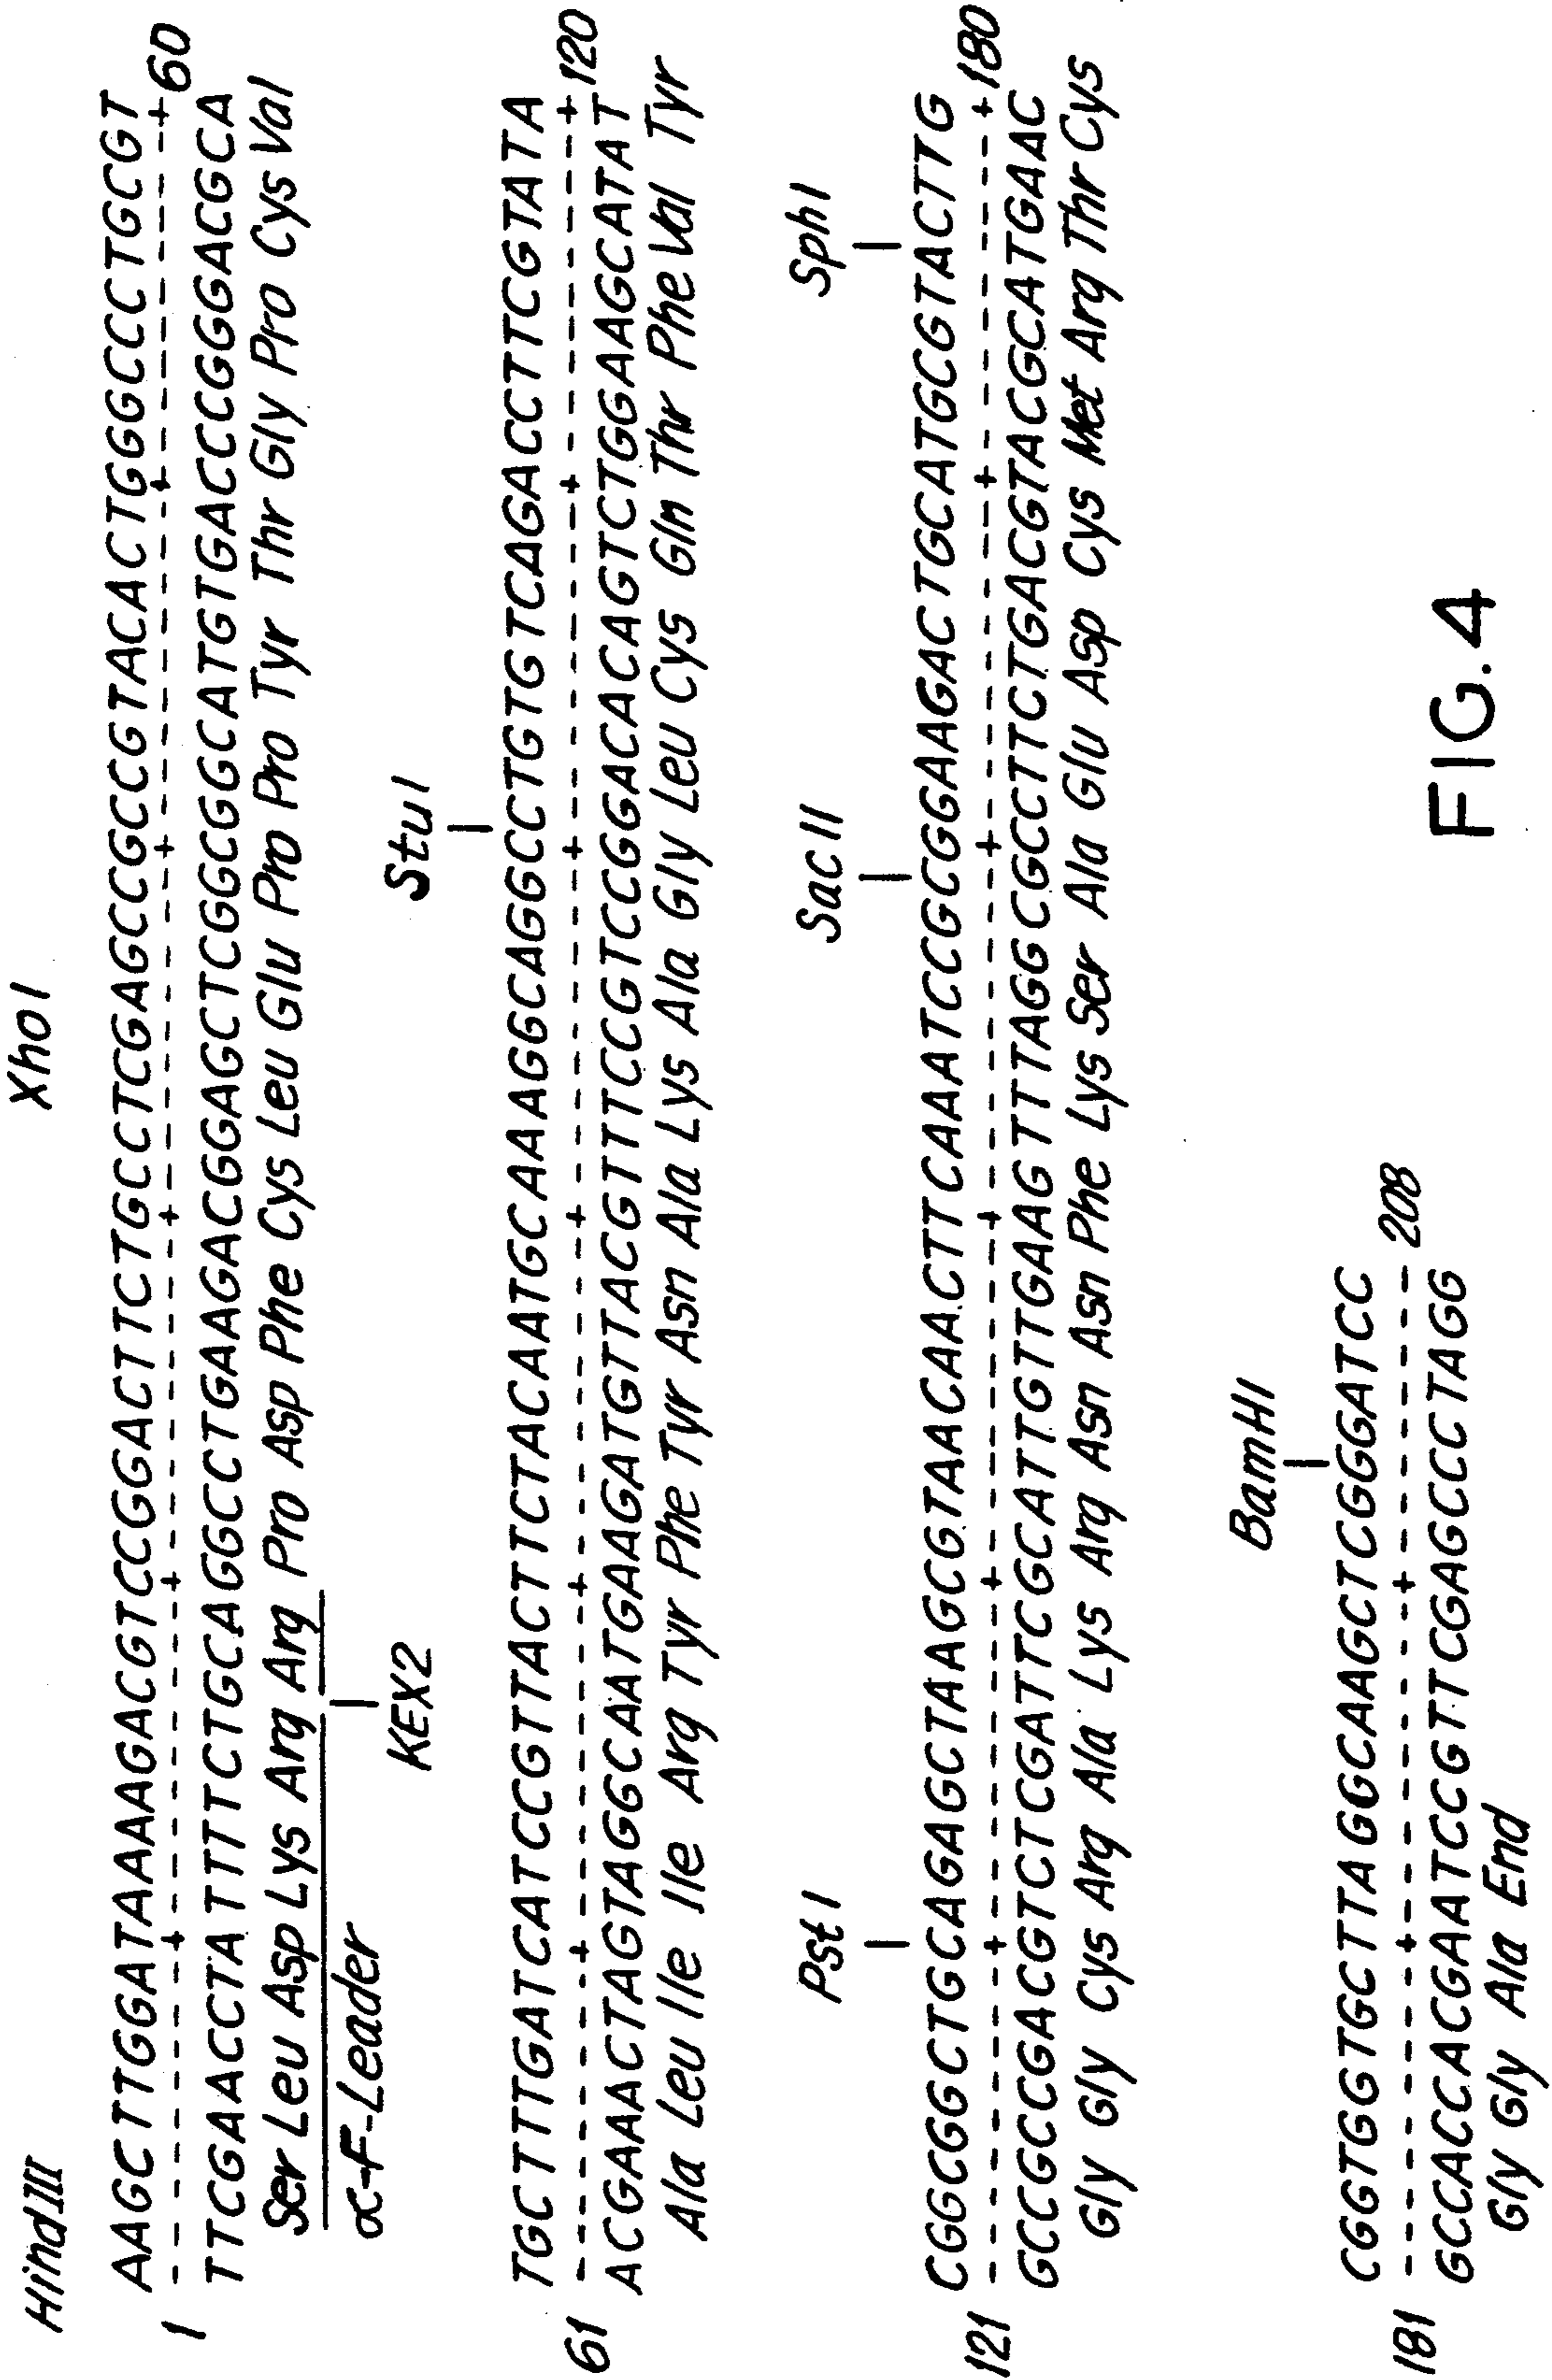 HindIII XhoI
AAGCTTGGATAAAAGACGTCCGGACTTCTGCCTCGAGCCGCCGTACACTGGGCCCTGCGT
1 ---------+---------+---------+---------+---------+---------+ 60
TTCGAACCTATTTTCTGCAGGCCTGAAGACGGAGCTCGGCGGCATGTGACCCGGGACGCA
Ser Leu Asp Lys Arg Arg Pro Asp Phe Cys Leu Glu Pro Pro Tyr Thr Gly Pro Cys Val
α-F-Leader KEX2
StuI
TGCTTTGATCATCCGTTACTTCTACAATGCAAAGGCAGGCCTGTGTCAGACCTTCGTATA
61 ---------+---------+---------+---------+---------+---------+ 120
ACGAAACTAGTAGGCAATGAAGATGTTACGTTTCCGTCCGGACACAGTCTGGAAGCATAT
Ala Leu Ile Ile Arg Tyr Phe Tyr Asn Ala Lys Ala Gly Leu Cys Gln Thr Phe Val Tyr
PstI SacII SphI
CGGCGGCTGCAGAGCTAAGCGTAACAACTTCAAATCCGCGGAAGACTGCATGCGTACTTG
121 ---------+---------+---------+---------+---------+---------+ 180
GCCGCCGACGTCTCGATTCGCATTGTTGAAGTTTAGGCGCCTTCTGACGTACGCATGAAC
Gly Gly Cys Arg Ala Lys Arg Asn Asn Phe Lys Ser Ala Glu Asp Cys Met Arg Thr Cys
BamHI
CGGTGGTGCTTAGGCAAGCTCGGGATCC
181 ---------+---------+-------- 208
GCCACCACGAATCCGTTCGAGCCCTAGG
Gly Gly Ala End
FIG.4